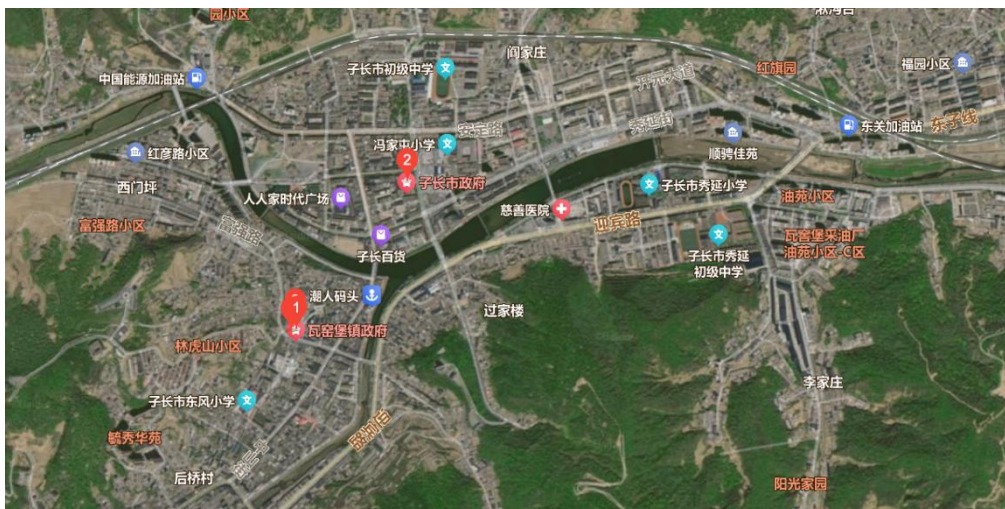 园小区
阎家庄
子长市初级中学
中国能源加油站
红旗园
福园小区
开元大道
东关加油站
东子线
安定路
秀延街
冯家屯小学
红彦路小区
顺骋佳苑
2
西门坪
子长市政府
子长市秀延小学
人人家时代广场
油苑小区
慈善医院
富强路小区
富强路
迎宾路
瓦窑堡采油厂
油苑小区-C区
子长百货
子长市秀延
初级中学
潮人码头
1
过家楼
瓦窑堡镇政府
林虎山小区
李家庄
子长市东风小学
毓秀华苑
后桥村
阳光家园